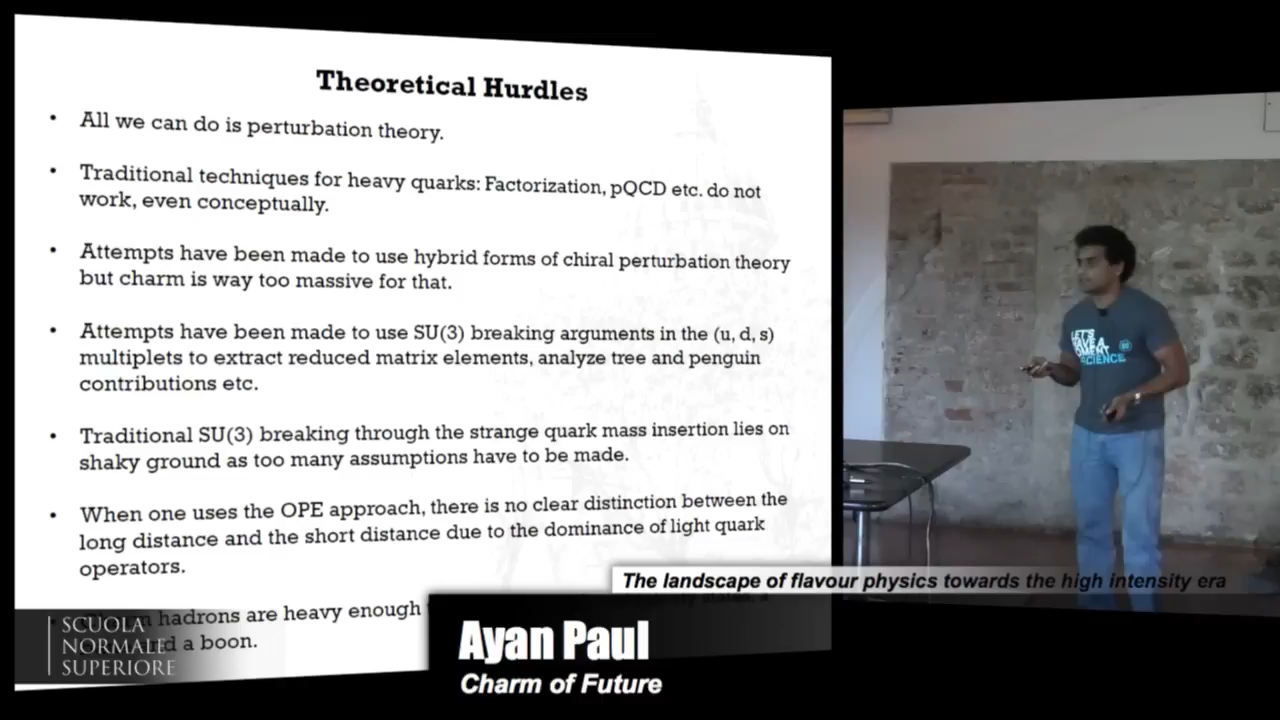 Theoretical Hurdles
• All we can do is perturbation theory.
• Traditional techniques for heavy quarks: Factorization, pQCD etc. do not
work, even conceptually.
• Attempts have been made to use hybrid forms of chiral perturbation theory
but charm is way too massive for that.
• Attempts have been made to use SU(3) breaking arguments in the (u, d, s)
multiplets to extract reduced matrix elements, analyze tree and penguin
contributions etc.
• Traditional SU(3) breaking through the strange quark mass insertion lies on
shaky ground as too many assumptions have to be made.
• When one uses the OPE approach, there is no clear distinction between the
long distance and the short distance due to the dominance of light quark
operators.
hadrons are heavy enough
a boon.
SCUOLA
NORMALE
SUPERIORE
LET'S
SCIENCE
The landscape of flavour physics towards the high intensity era
Ayan Paul
Charm of Future